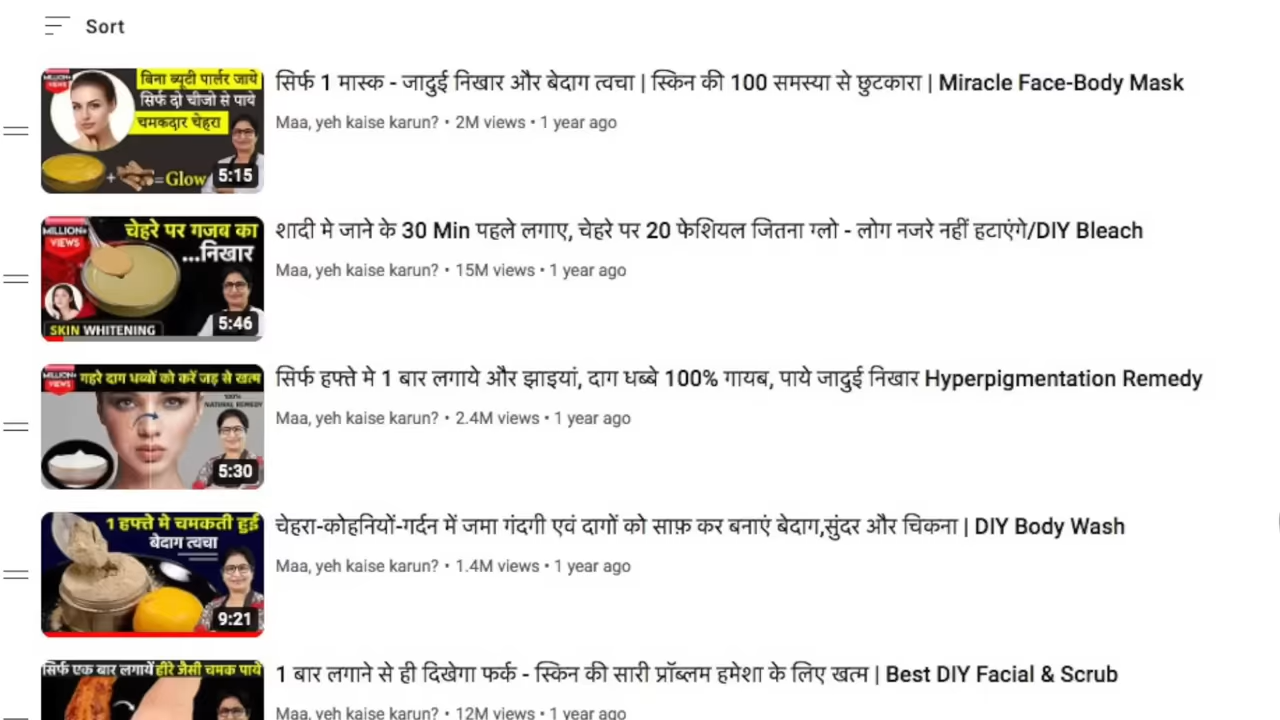 Sort
MILLION+
VIEWS
बिना ब्यूटी पार्लर जाये
सिर्फ दो चीजो से पाये
चमकदार चेहरा
+ = Glow
5:15
सिर्फ 1 मास्क - जादुई निखार और बेदाग त्वचा | स्किन की 100 समस्या से छुटकारा | Miracle Face-Body Mask
Maa, yeh kaise karun? • 2M views • 1 year ago
MILLION+
VIEWS
चेहरे पर गजब का
...निखार
SKIN WHITENING
5:46
शादी मे जाने के 30 Min पहले लगाए, चेहरे पर 20 फेशियल जितना ग्लो - लोग नजरे नहीं हटाएंगे/DIY Bleach
Maa, yeh kaise karun? • 15M views • 1 year ago
MILLION+
VIEWS
गहरे दाग धब्बों को करें जड़ से खत्म
100%
NATURAL REMEDY
5:30
सिर्फ हफ्ते मे 1 बार लगाये और झाइयां, दाग धब्बे 100% गायब, पाये जादुई निखार Hyperpigmentation Remedy
Maa, yeh kaise karun? • 2.4M views • 1 year ago
1 हफ्ते मे चमकती हुई
बेदाग त्वचा
9:21
चेहरा-कोहनियों-गर्दन में जमा गंदगी एवं दागों को साफ़ कर बनाएं बेदाग,सुंदर और चिकना | DIY Body Wash
Maa, yeh kaise karun? • 1.4M views • 1 year ago
सिर्फ एक बार लगायें हीरे जैसी चमक पाये
1 बार लगाने से ही दिखेगा फर्क - स्किन की सारी प्रॉब्लम हमेशा के लिए खत्म | Best DIY Facial & Scrub
Maa, yeh kaise karun? • 12M views • 1 year ago